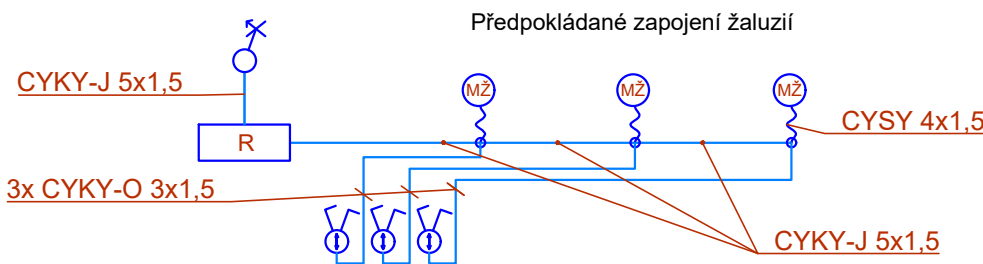 Předpokládané zapojení žaluzií
CYKY-J 5x1,5
MŽ MŽ MŽ
CYSY 4x1,5
R
3x CYKY-O 3x1,5
CYKY-J 5x1,5